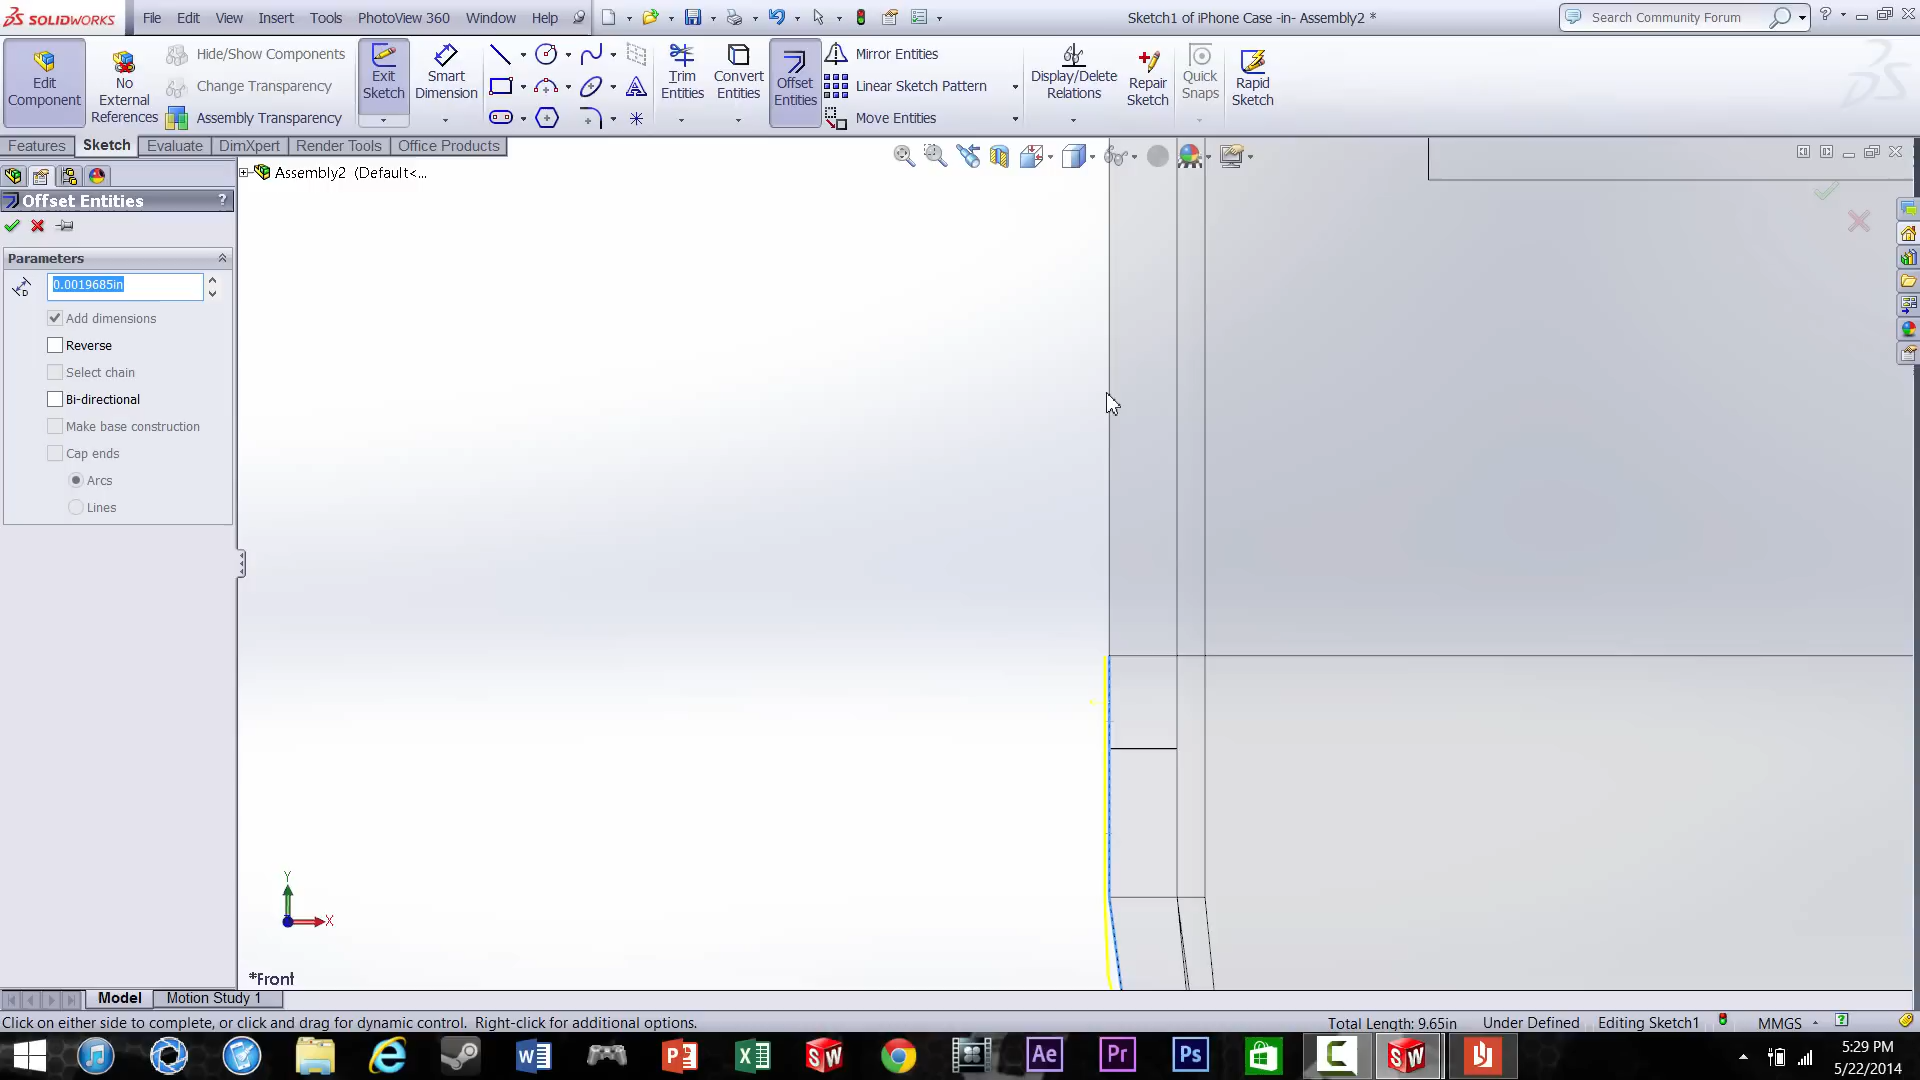 SOLIDWORKS File Edit View Insert Tools PhotoView 360 Window Help Sketch1 of iPhone Case -in- Assembly2 * Search Community Forum ?
Edit Component
No External References
Hide/Show Components
Change Transparency
Assembly Transparency
Exit Sketch
Smart Dimension
Trim Entities
Convert Entities
Offset Entities
Mirror Entities
Linear Sketch Pattern
Move Entities
Display/Delete Relations
Repair Sketch
Quick Snaps
Rapid Sketch
Features Sketch Evaluate DimXpert Render Tools Office Products
Assembly2 (Default<...
Offset Entities ?
Parameters
0.0019685in
Add dimensions
Reverse
Select chain
Bi-directional
Make base construction
Cap ends
Arcs
Lines
Y
X
*Front
Model Motion Study 1
Click on either side to complete, or click and drag for dynamic control. Right-click for additional options. Total Length: 9.65in Under Defined Editing Sketch1 MMGS ?
5:29 PM
5/22/2014